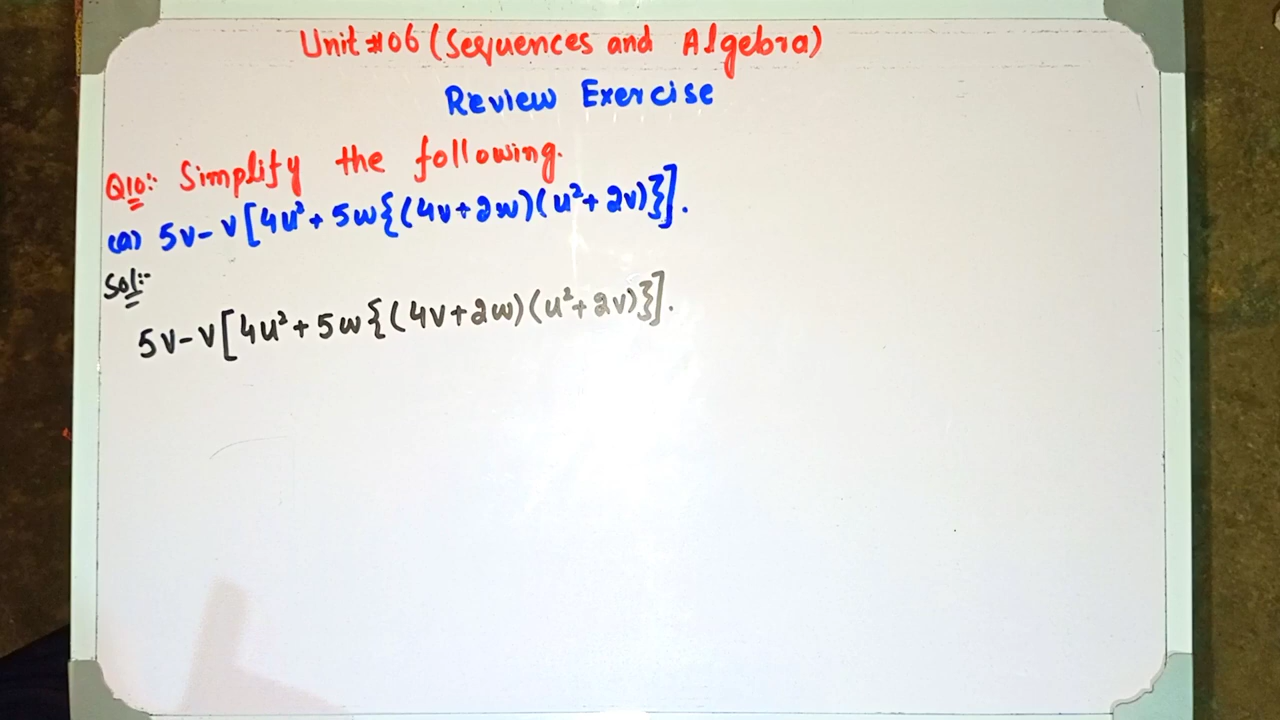 Unit # 06 (Sequences and Algebra)
Review Exercise
Q10:- Simplify the following.
(a) 5v - v[4u² + 5w{(4v+2w)(u²+2v)}].
Sol:-
5v - v[4u² + 5w{(4v+2w)(u²+2v)}].